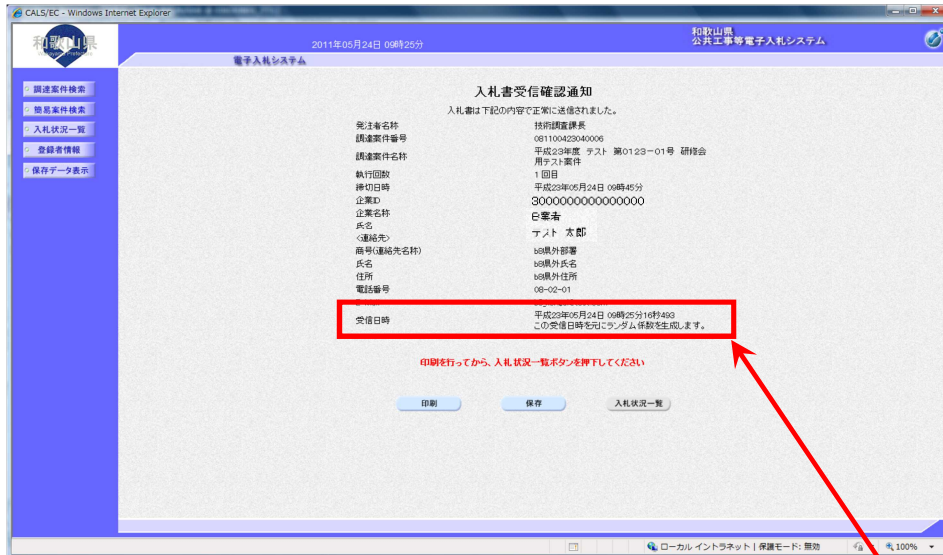 CALS/EC - Windows Internet Explorer
和歌山県
2011年05月24日 09時25分
和歌山県
公共工事等電子入札システム
電子入札システム
調達案件検索
簡易案件検索
入札状況一覧
登録者情報
保存データ表示
入札書受信確認通知
入札書は下記の内容で正常に送信されました。
発注者名称 技術調査課長
調達案件番号 081100423040006
調達案件名称 平成23年度 テスト 第0123－01号 研修会
用テスト案件
執行回数 1回目
締切日時 平成23年05月24日 09時45分
企業ID 3000000000000000
企業名称 B業者
氏名 テスト 太郎
<連絡先>
商号(連絡先名称) b8県外部署
氏名 b8県外氏名
住所 b8県外住所
電話番号 08-02-01
受信日時 平成23年05月24日 09時25分16秒493
この受信日時を元にランダム係数を生成します。
印刷を行ってから、入札状況一覧ボタンを押下してください
印刷 保存 入札状況一覧
ローカル イントラネット | 保護モード: 無効
100%